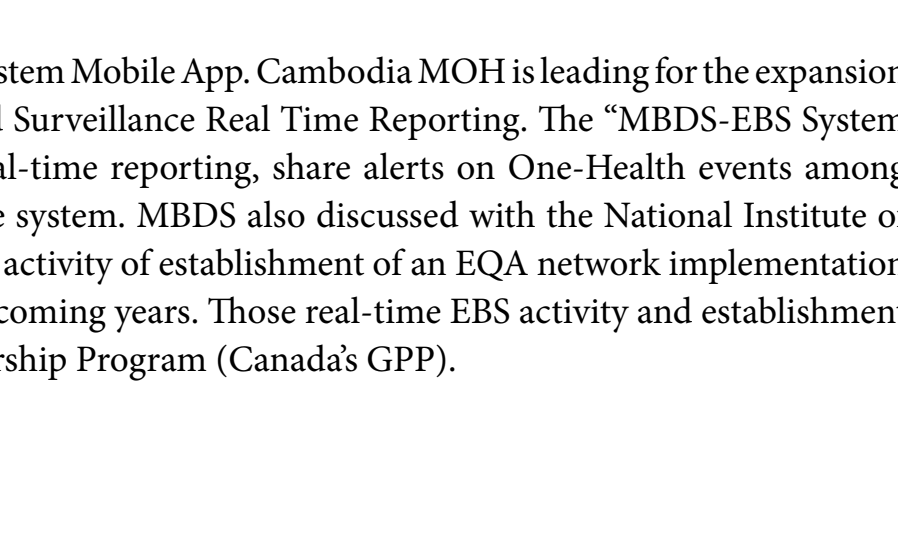 stem Mobile App. Cambodia MOH is leading for the expansion
Surveillance Real Time Reporting. The “MBDS-EBS System
al-time reporting, share alerts on One-Health events among
e system. MBDS also discussed with the National Institute of
activity of establishment of an EQA network implementation
coming years. Those real-time EBS activity and establishment
rship Program (Canada’s GPP).